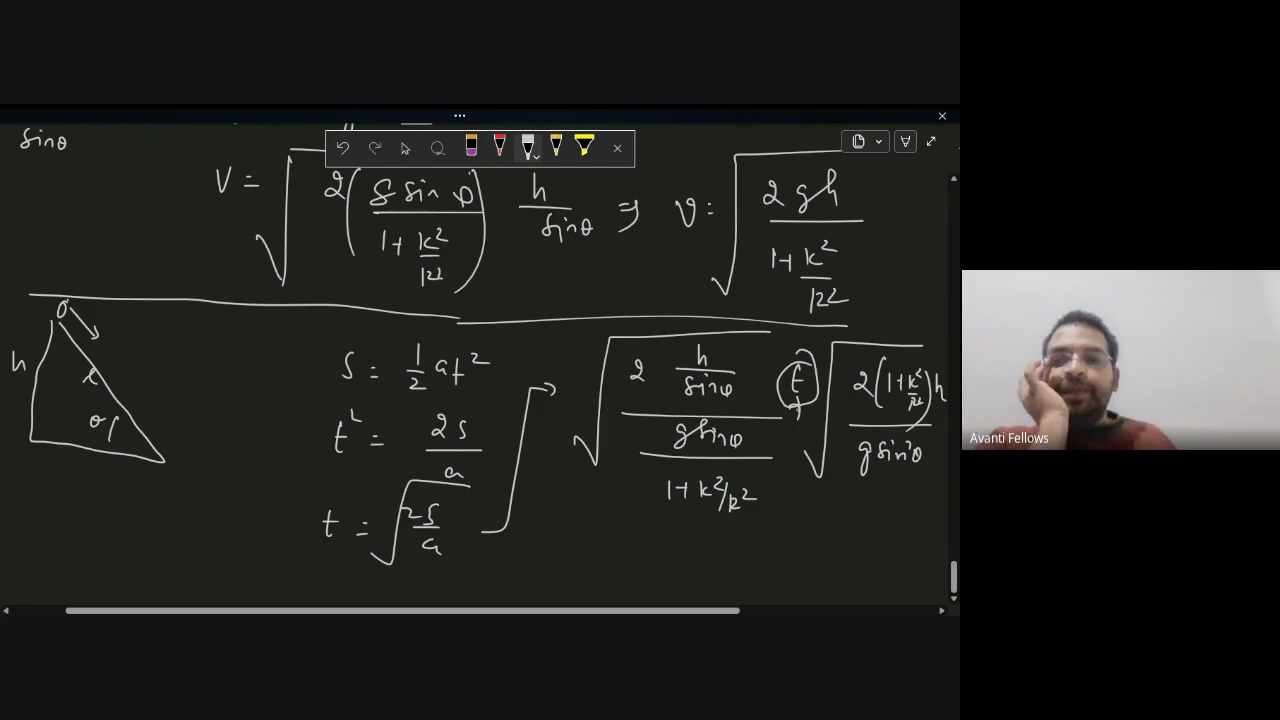 sinθ
V = √(2 (g sin θ / (1 + k²/R²)) h / sinθ) ⇒ v = √(2gh / (1 + k²/R²))
h
l
θ
s = 1/2 at²
t² = 2s / a
t = √(2s / a) → √(2 (h / sinθ) / (g sinθ / (1 + k²/R²)))
t = √(2 (1 + k²/R²) h / g sin²θ)
Avanti Fellows